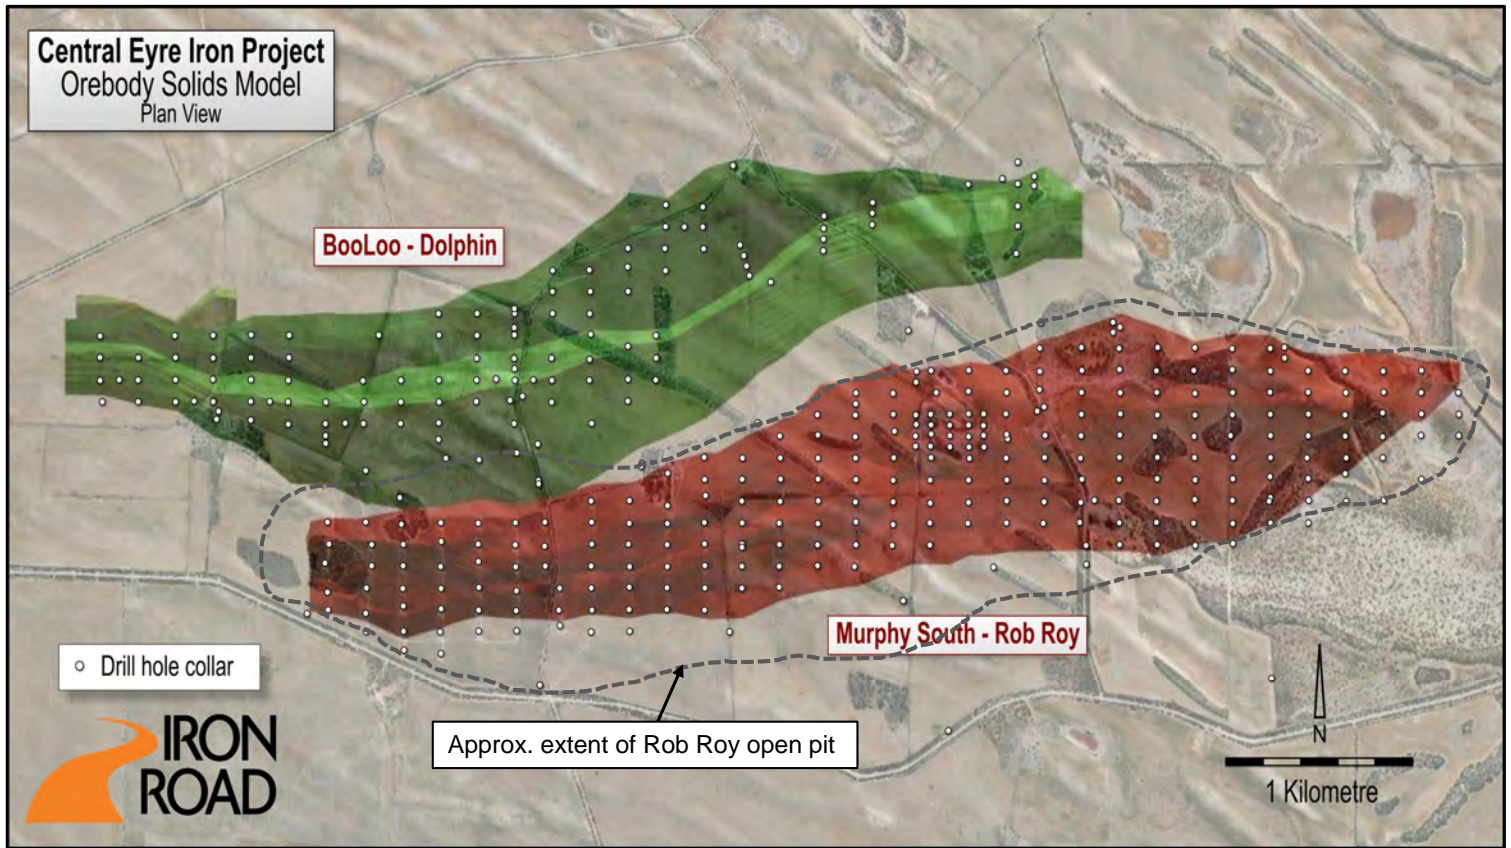 Central Eyre Iron Project
Orebody Solids Model
Plan View
BooLoo - Dolphin
Murphy South - Rob Roy
Drill hole collar
Approx. extent of Rob Roy open pit
IRON
ROAD
N
1 Kilometre